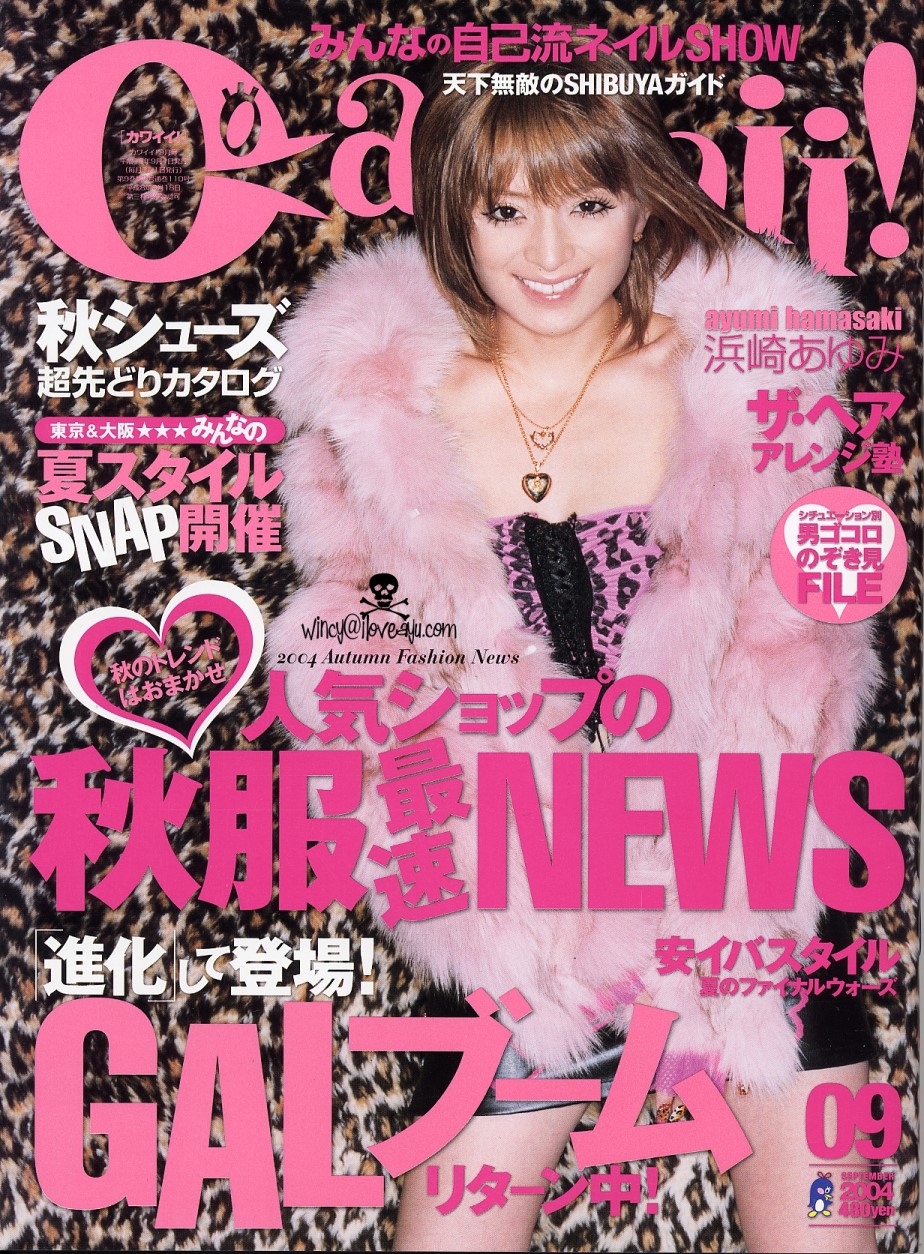 みんなの自己流ネイルSHOW
天下無敵のSHIBUYAガイド
「カワイイ!」
秋シューズ
超先どりカタログ
東京&大阪★★★みんなの
夏スタイル
SNAP開催
ayumi hamasaki
浜崎あゆみ
ザ・ヘア
アレンジ塾
シチュエーション別
男ゴコロ
のぞき見
FILE
wincy@iloveayu.com
2004 Autumn Fashion News
秋のトレンド
はおまかせ
人気ショップの
秋服最速NEWS
「進化」して登場!
GALブーム
リターン中!
安イバスタイル
夏のファイナルウォーズ
09
SEPTEMBER
2004
480yen